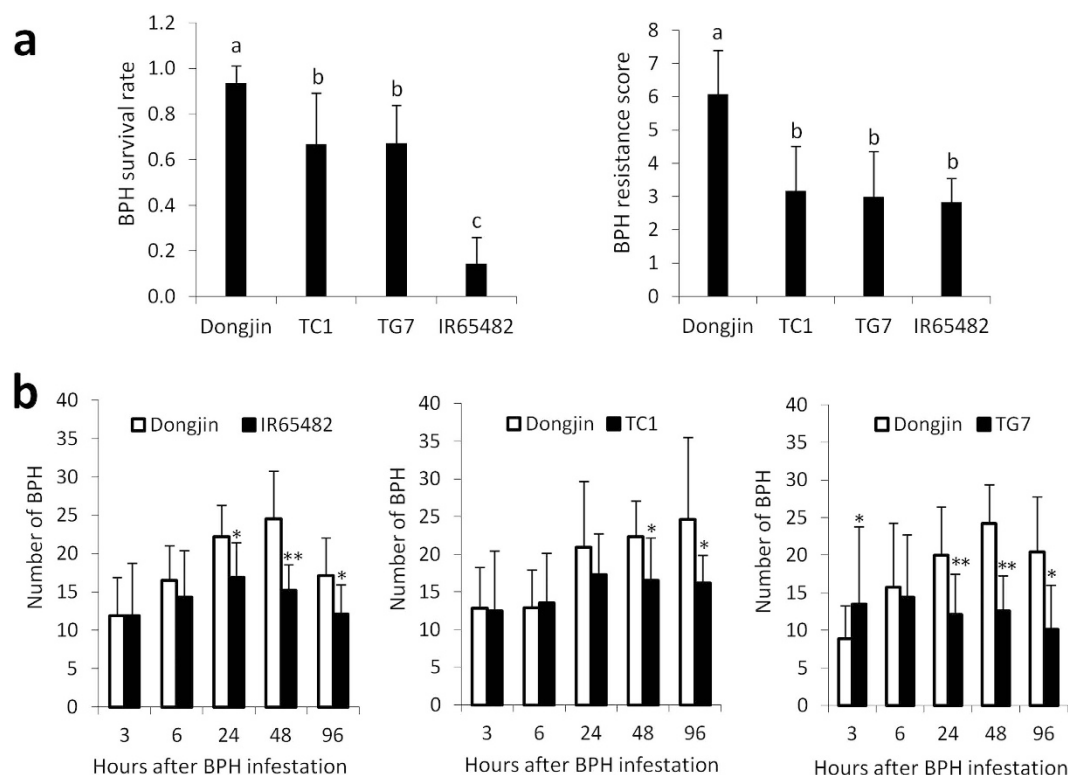 a
BPH survival rate
1.2
1.0
0.8
0.6
0.4
0.2
0.0
a
b
b
c
Dongjin TC1 TG7 IR65482
BPH resistance score
8
7
6
5
4
3
2
1
0
a
b
b
b
Dongjin TC1 TG7 IR65482
b
Number of BPH
40
35
30
25
20
15
10
5
0
Dongjin IR65482
*
**
*
3 6 24 48 96
Hours after BPH infestation
Number of BPH
40
35
30
25
20
15
10
5
0
Dongjin TC1
*
*
3 6 24 48 96
Hours after BPH infestation
Number of BPH
40
35
30
25
20
15
10
5
0
Dongjin TG7
*
**
**
*
3 6 24 48 96
Hours after BPH infestation